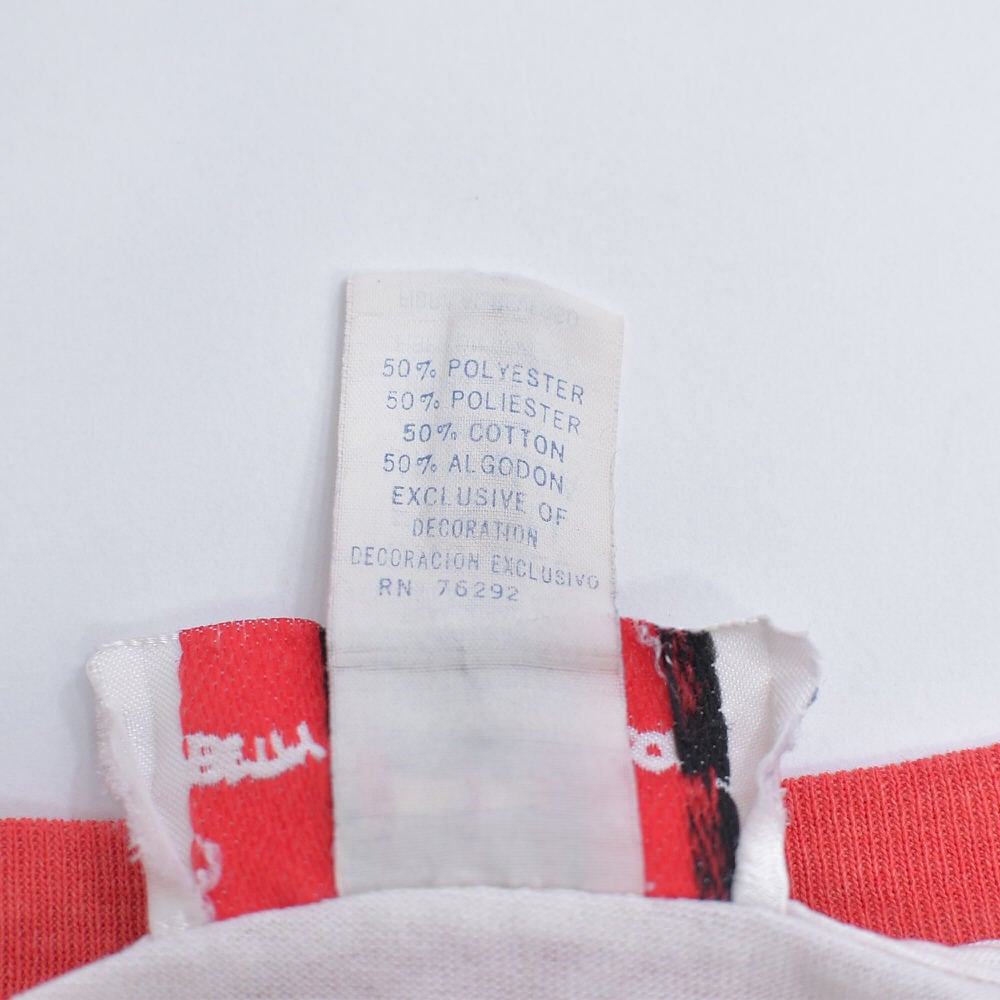 50% POLYESTER
50% POLIESTER
50% COTTON
50% ALGODON
EXCLUSIVE OF
DECORATION
DECORACION EXCLUSIVO
RN 76292